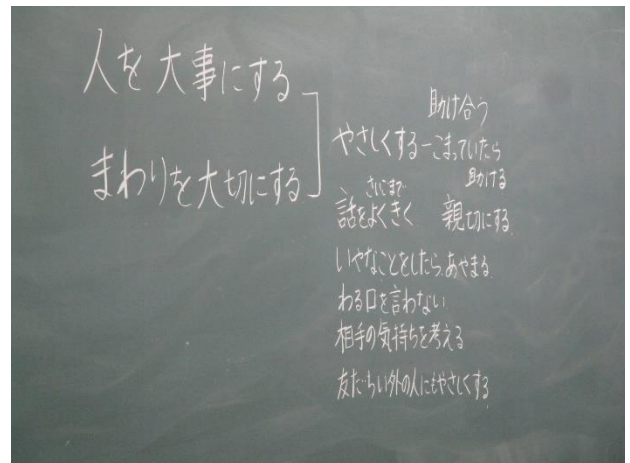 人を大事にする
まわりを大切にする
助け合う
やさしくする－こまっていたら
助ける
さいごまで
話をよくきく　親切にする
いやなことをしたら、あやまる
わる口を言わない
相手の気持ちを考える
友だちい外の人にもやさしくする